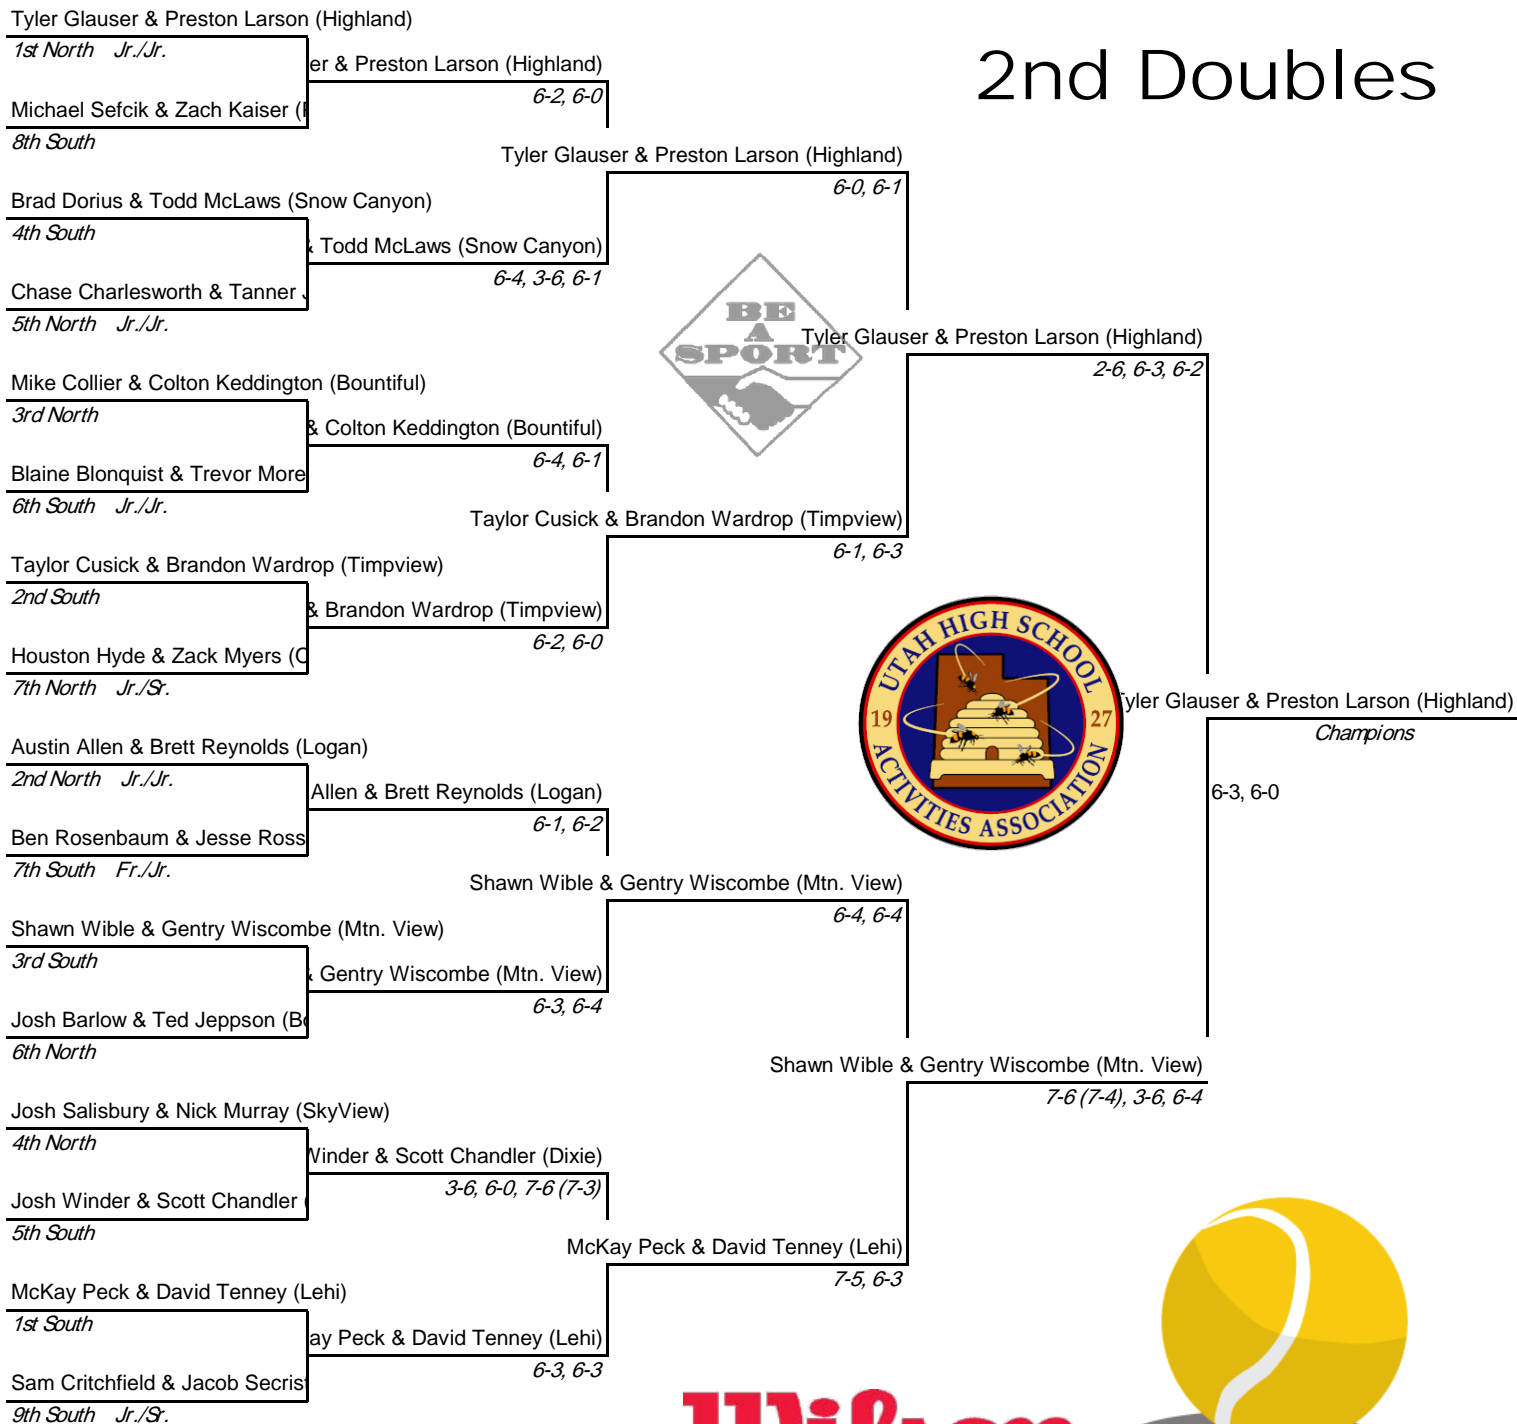 Tyler Glauser & Preston Larson (Highland)
1st North Jr./Jr.
er & Preston Larson (Highland)
2nd Doubles
6-2, 6-0
Michael Sefcik & Zach Kaiser (
8th South
Tyler Glauser & Preston Larson (Highland)
6-0, 6-1
Brad Dorius & Todd McLaws (Snow Canyon)
4th South
& Todd McLaws (Snow Canyon)
6-4, 3-6, 6-1
Chase Charlesworth & Tanner
5th North Jr./Jr.
BE
A
SPORT
Tyler Glauser & Preston Larson (Highland)
2-6, 6-3, 6-2
Mike Collier & Colton Keddington (Bountiful)
3rd North
& Colton Keddington (Bountiful)
6-4, 6-1
Blaine Blonquist & Trevor More
6th South Jr./Jr.
Taylor Cusick & Brandon Wardrop (Timpview)
6-1, 6-3
Taylor Cusick & Brandon Wardrop (Timpview)
2nd South
& Brandon Wardrop (Timpview)
6-2, 6-0
Houston Hyde & Zack Myers (
7th North Jr./Sr.
UTAH HIGH SCHOOL
19 27
ACTIVITIES ASSOCIATION
yler Glauser & Preston Larson (Highland)
Champions
6-3, 6-0
Austin Allen & Brett Reynolds (Logan)
2nd North Jr./Jr.
Allen & Brett Reynolds (Logan)
6-1, 6-2
Ben Rosenbaum & Jesse Ross
7th South Fr./Jr.
Shawn Wible & Gentry Wiscombe (Mtn. View)
6-4, 6-4
Shawn Wible & Gentry Wiscombe (Mtn. View)
3rd South
& Gentry Wiscombe (Mtn. View)
6-3, 6-4
Josh Barlow & Ted Jeppson (Bo
6th North
Shawn Wible & Gentry Wiscombe (Mtn. View)
7-6 (7-4), 3-6, 6-4
Josh Salisbury & Nick Murray (SkyView)
4th North
Winder & Scott Chandler (Dixie)
3-6, 6-0, 7-6 (7-3)
Josh Winder & Scott Chandler (
5th South
McKay Peck & David Tenney (Lehi)
7-5, 6-3
McKay Peck & David Tenney (Lehi)
1st South
ay Peck & David Tenney (Lehi)
6-3, 6-3
Sam Critchfield & Jacob Secrist
9th South Jr./Sr.
Wilson